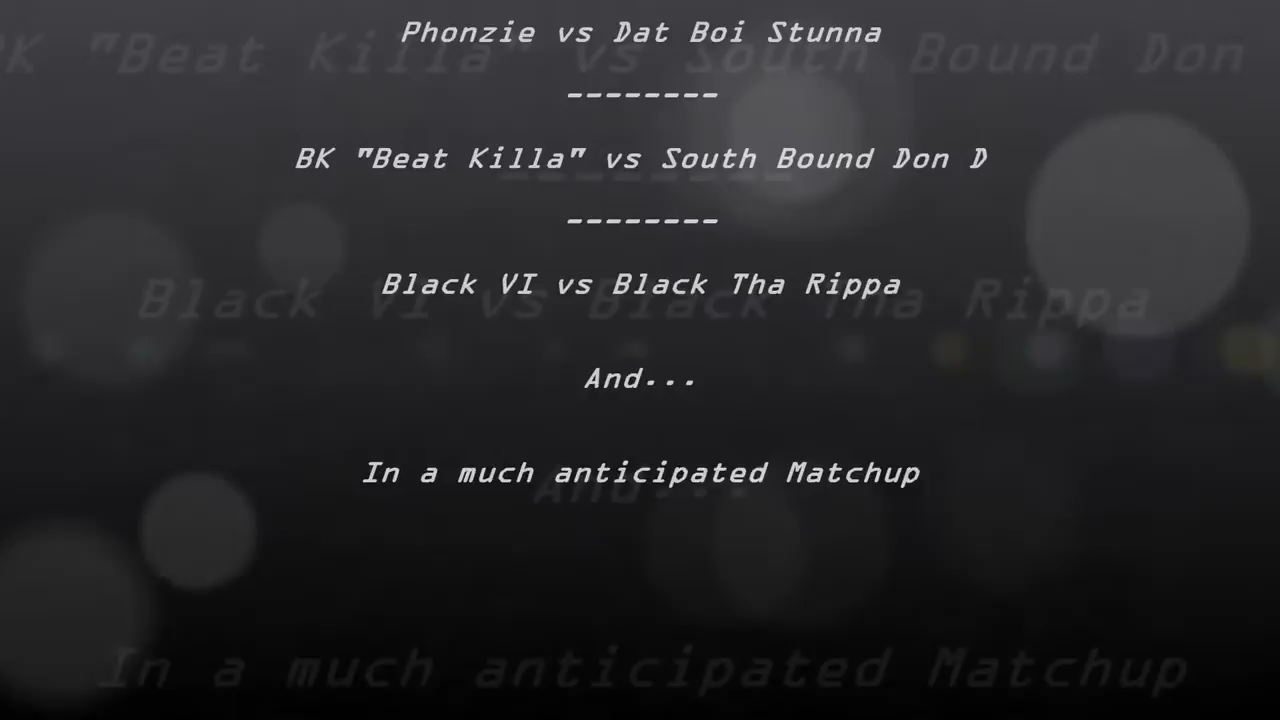 Phonzie vs Dat Boi Stunna
--------
BK "Beat Killa" vs South Bound Don D
--------
Black VI vs Black Tha Rippa
And...
In a much anticipated Matchup